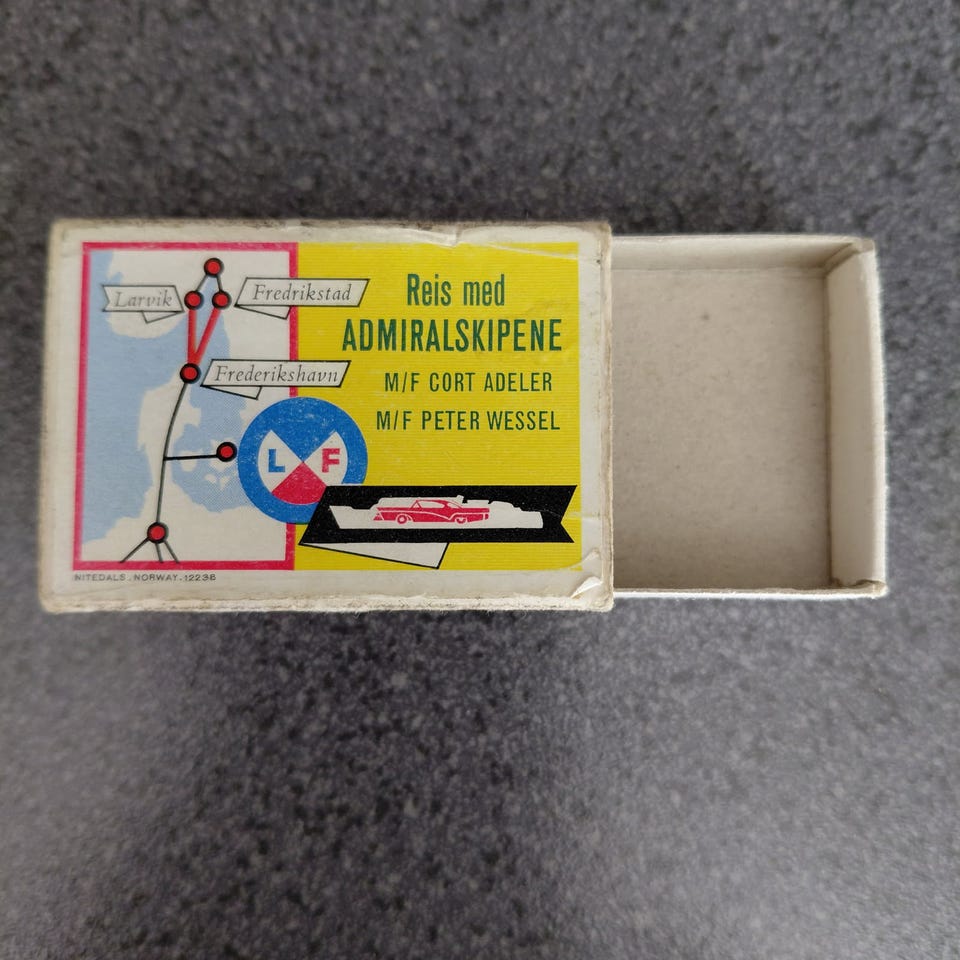 Larvik
Fredrikstad
Frederikshavn
Reis med
ADMIRALSKIPENE
M/F CORT ADELER
M/F PETER WESSEL
L F
NITEDALS . NORWAY . 12236